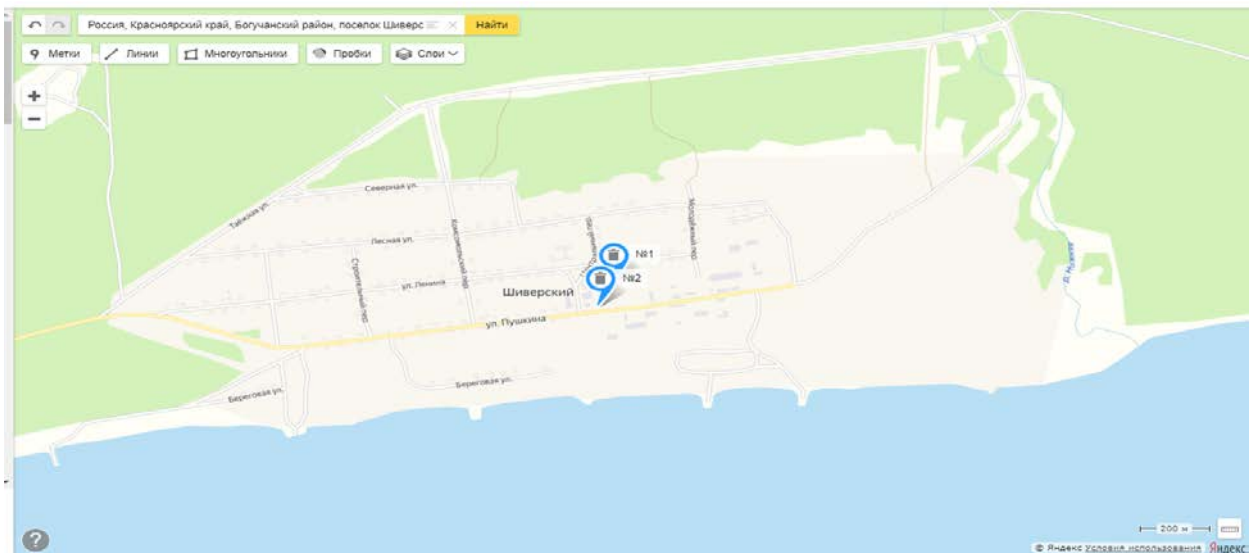 Россия, Красноярский край, Богучанский район, поселок Шиверс
Найти
Метки
Линии
Многоугольники
Пробки
Слои
+
−
Северная ул.
Таёжная ул.
Лесная ул.
Комсомольский пер.
Молодёжный пер.
№1
№2
Строительный пер.
ул. Ленина
Шиверский
ул. Пушкина
Береговая ул.
Береговая ул.
200 м
?
© Яндекс Условия использования Яндекс